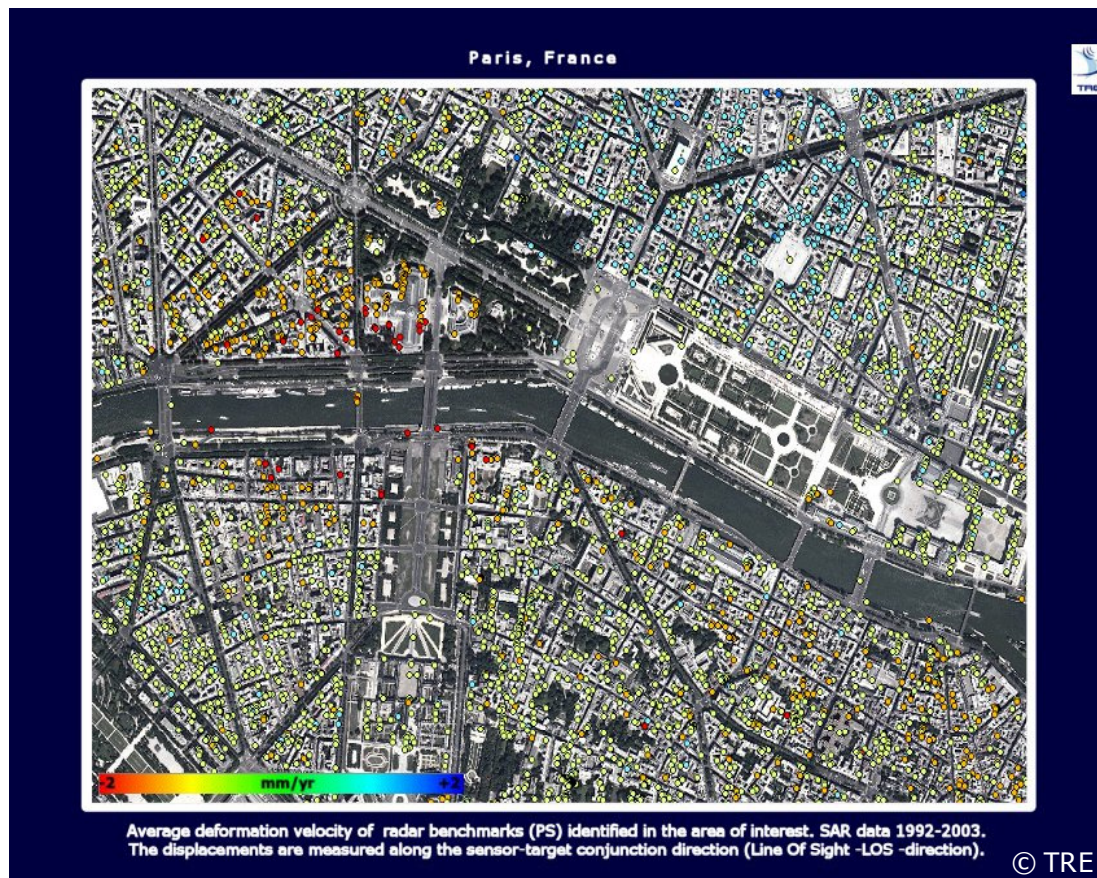 Paris, France
TRE
-2 mm/yr +2
Average deformation velocity of radar benchmarks (PS) identified in the area of interest. SAR data 1992-2003.
The displacements are measured along the sensor-target conjunction direction (Line Of Sight -LOS -direction).
© TRE